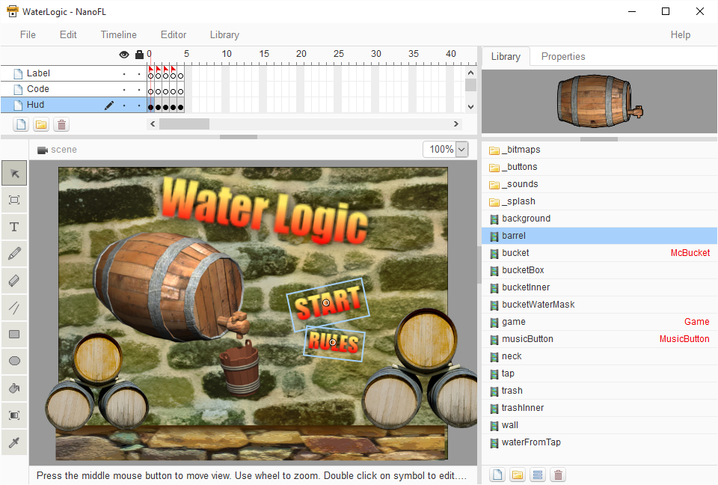 WaterLogic - NanoFL
File Edit Timeline Editor Library Help
0 5 10 15 20 25 30 35 40
Label
Code
Hud
scene
100%
Water Logic
START
RULES
Press the middle mouse button to move view. Use wheel to zoom. Double click on symbol to edit....
Library Properties
_bitmaps
_buttons
_sounds
_splash
background
barrel
bucket McBucket
bucketBox
bucketInner
bucketWaterMask
game Game
musicButton MusicButton
neck
tap
trash
trashInner
wall
waterFromTap